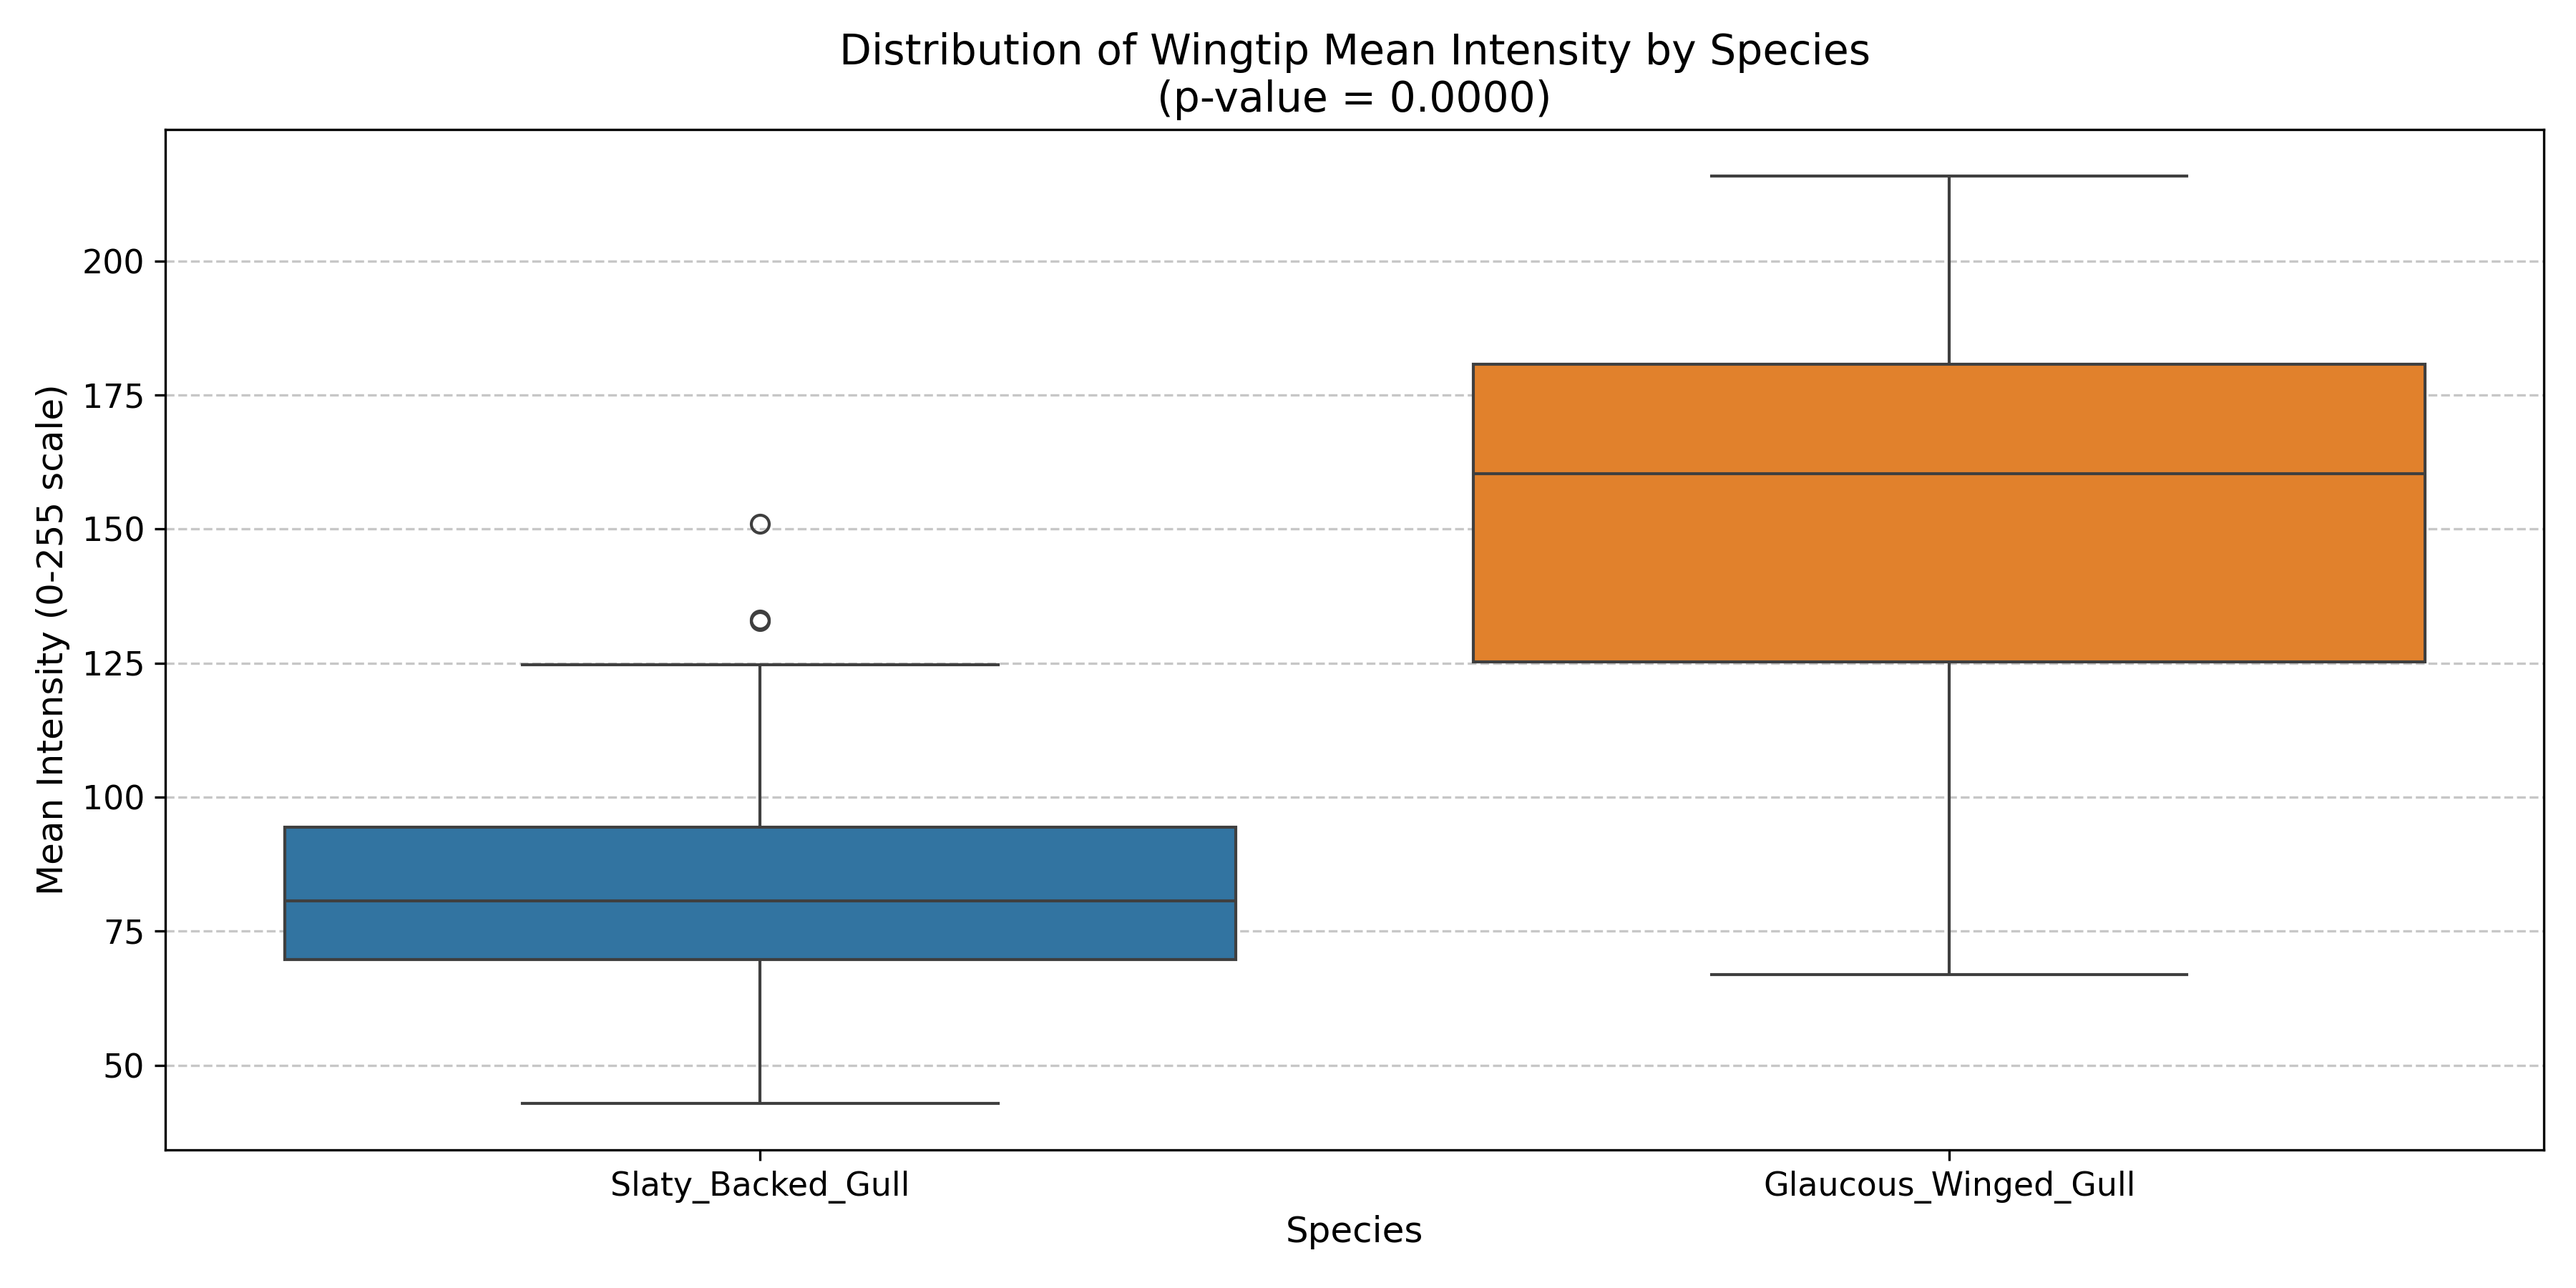 Distribution of Wingtip Mean Intensity by Species
(p-value = 0.0000)
Mean Intensity (0-255 scale)
200
175
150
125
100
75
50
Slaty_Backed_Gull
Glaucous_Winged_Gull
Species